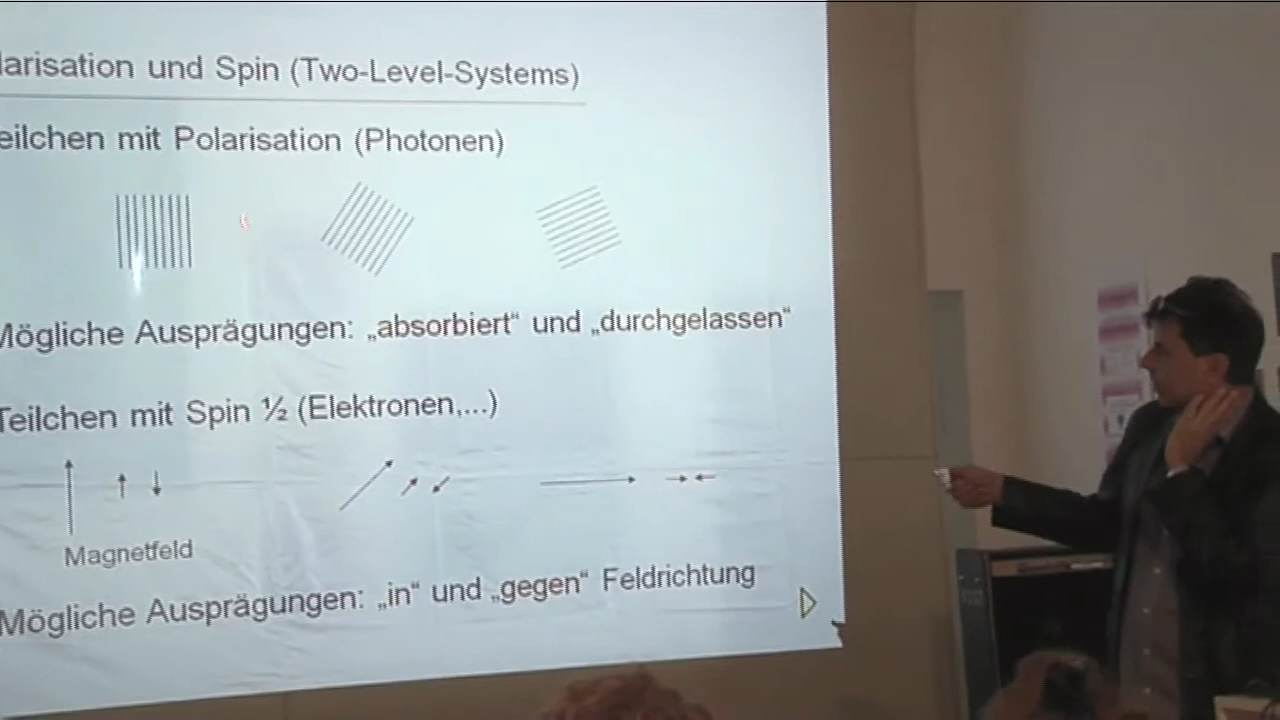 larisation und Spin (Two-Level-Systems)
eilchen mit Polarisation (Photonen)
Mögliche Ausprägungen: „absorbiert“ und „durchgelassen“
Teilchen mit Spin ½ (Elektronen,...)
Magnetfeld
Mögliche Ausprägungen: „in“ und „gegen“ Feldrichtung